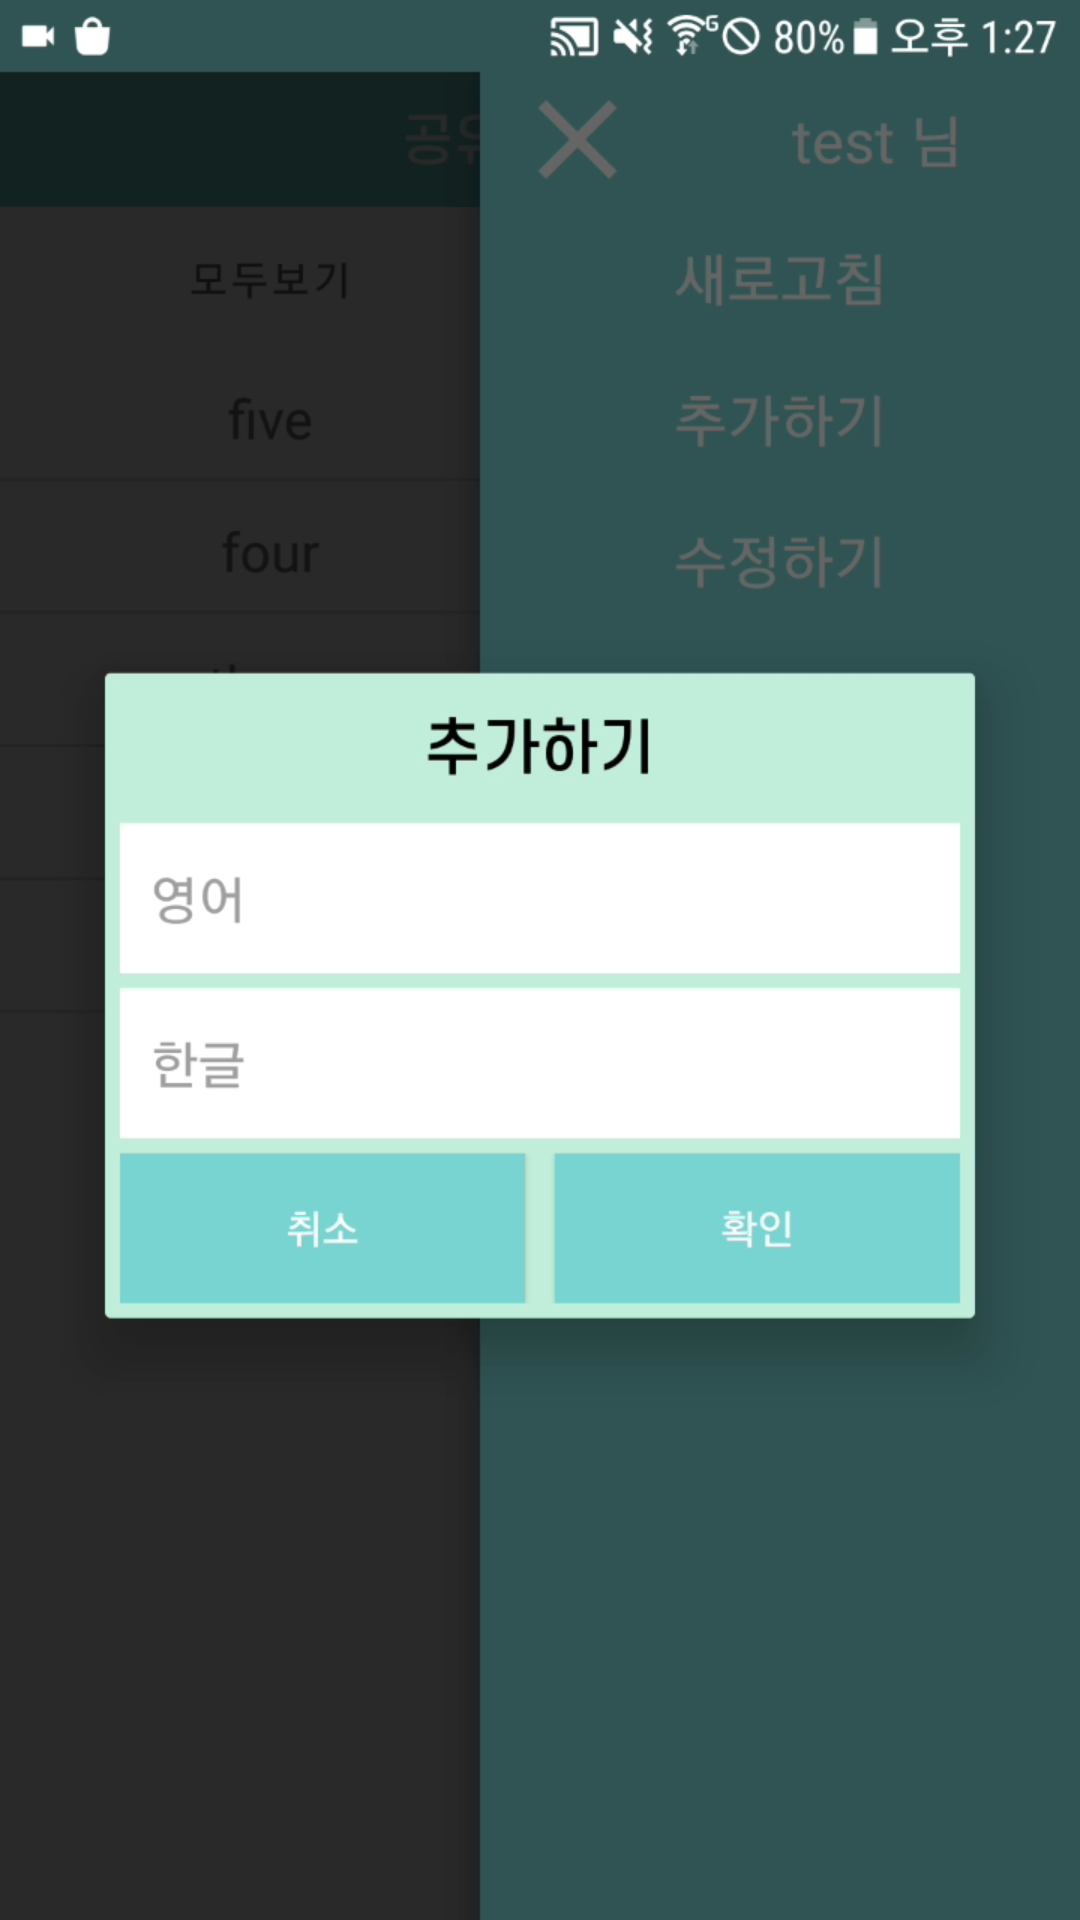 80% 오후 1:27
공유
test 님
모두보기
새로고침
five
추가하기
four
수정하기
추가하기
영어
한글
취소
확인